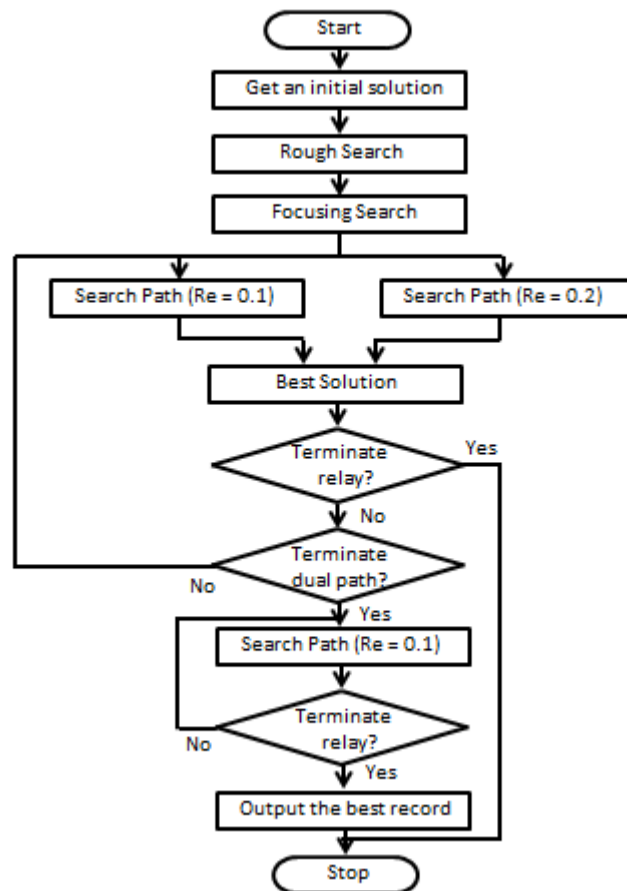 Start
Get an initial solution
Rough Search
Focusing Search
Search Path (Re = 0.1)
Search Path (Re = 0.2)
Best Solution
Terminate
relay?
Yes
No
Terminate
dual path?
No
Yes
Search Path (Re = 0.1)
Terminate
relay?
No
Yes
Output the best record
Stop